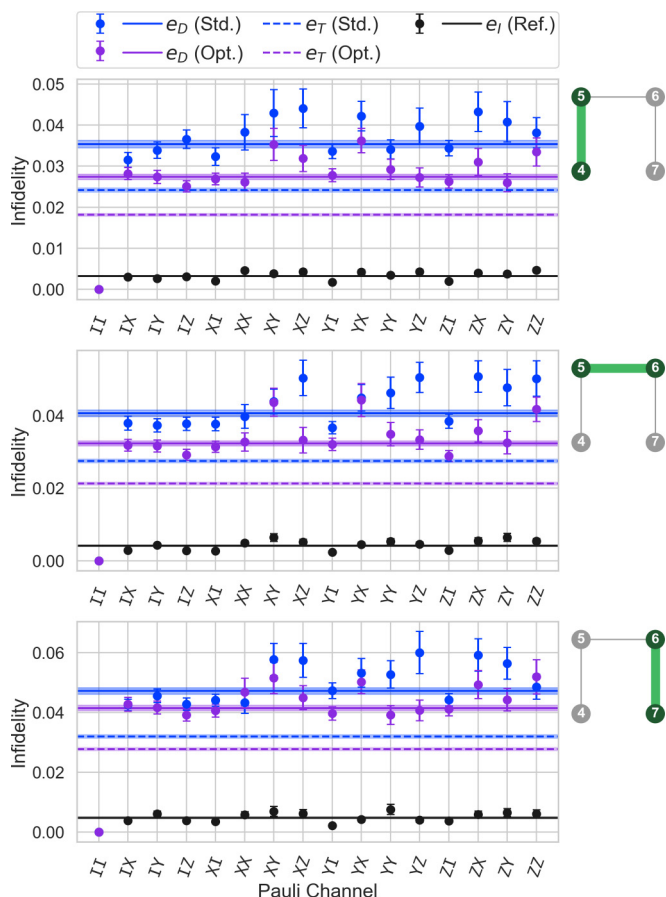 e_D (Std.) e_T (Std.) e_I (Ref.)
e_D (Opt.) e_T (Opt.)
0.05
0.04
0.03
0.02
0.01
0.00
Infidelity
II IX IY IZ XI XX XY XZ YI YX YY YZ ZI ZX ZY ZZ
5 6
4 7
0.04
0.02
0.00
Infidelity
II IX IY IZ XI XX XY XZ YI YX YY YZ ZI ZX ZY ZZ
5 6
4 7
0.06
0.04
0.02
0.00
Infidelity
II IX IY IZ XI XX XY XZ YI YX YY YZ ZI ZX ZY ZZ
Pauli Channel
5 6
4 7